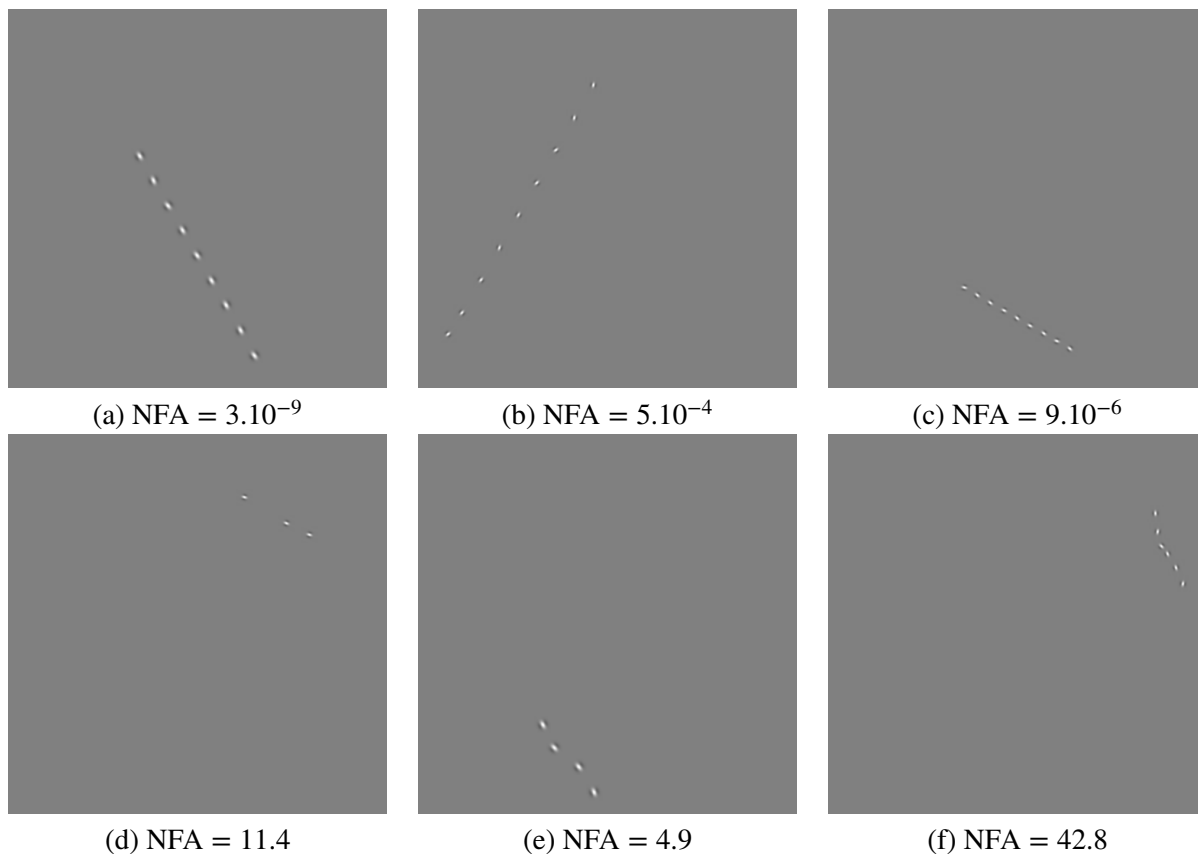 (a) NFA = 3.10⁻⁹
(b) NFA = 5.10⁻⁴
(c) NFA = 9.10⁻⁶
(d) NFA = 11.4
(e) NFA = 4.9
(f) NFA = 42.8